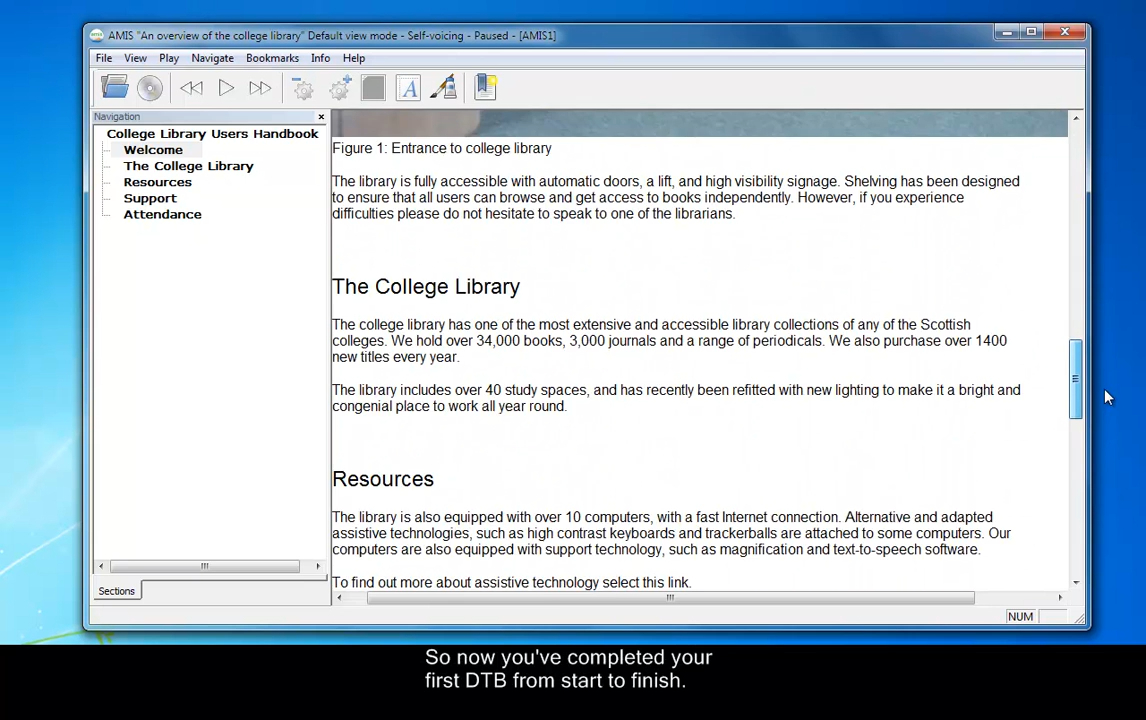 AMIS "An overview of the college library" Default view mode - Self-voicing - Paused - [AMIS1]
File View Play Navigate Bookmarks Info Help
A
Navigation
College Library Users Handbook
Welcome
The College Library
Resources
Support
Attendance
Sections
Figure 1: Entrance to college library
The library is fully accessible with automatic doors, a lift, and high visibility signage. Shelving has been designed
to ensure that all users can browse and get access to books independently. However, if you experience
difficulties please do not hesitate to speak to one of the librarians.
The College Library
The college library has one of the most extensive and accessible library collections of any of the Scottish
colleges. We hold over 34,000 books, 3,000 journals and a range of periodicals. We also purchase over 1400
new titles every year.
The library includes over 40 study spaces, and has recently been refitted with new lighting to make it a bright and
congenial place to work all year round.
Resources
The library is also equipped with over 10 computers, with a fast Internet connection. Alternative and adapted
assistive technologies, such as high contrast keyboards and trackerballs are attached to some computers. Our
computers are also equipped with support technology, such as magnification and text-to-speech software.
To find out more about assistive technology select this link.
NUM
So now you've completed your
first DTB from start to finish.